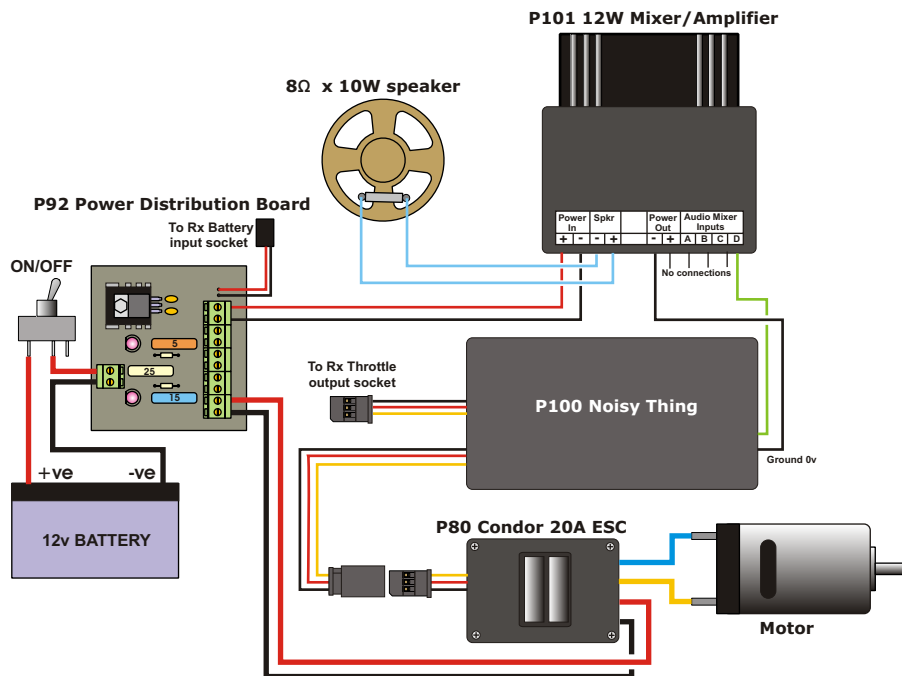 P101 12W Mixer/Amplifier
8Ω x 10W speaker
P92 Power Distribution Board
To Rx Battery
input socket
ON/OFF
Power
In
Spkr
Power
Out
Audio Mixer
Inputs
+ - - + - + A B C D
No connections
5
25
15
To Rx Throttle
output socket
P100 Noisy Thing
Ground 0v
+ve -ve
12v BATTERY
P80 Condor 20A ESC
Motor